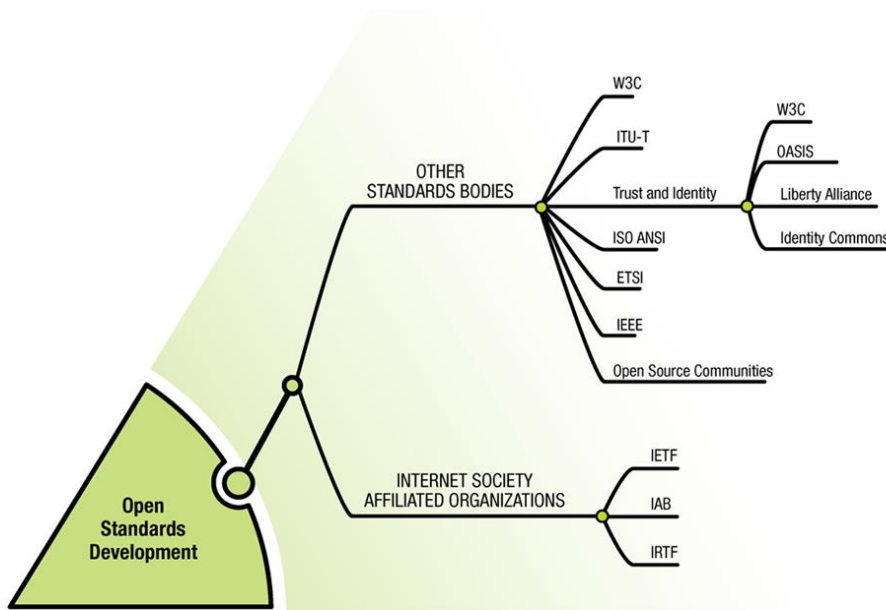 Open
Standards
Development
OTHER
STANDARDS BODIES
W3C
ITU-T
Trust and Identity
ISO ANSI
ETSI
IEEE
Open Source Communities
W3C
OASIS
Liberty Alliance
Identity Commons
INTERNET SOCIETY
AFFILIATED ORGANIZATIONS
IETF
IAB
IRTF